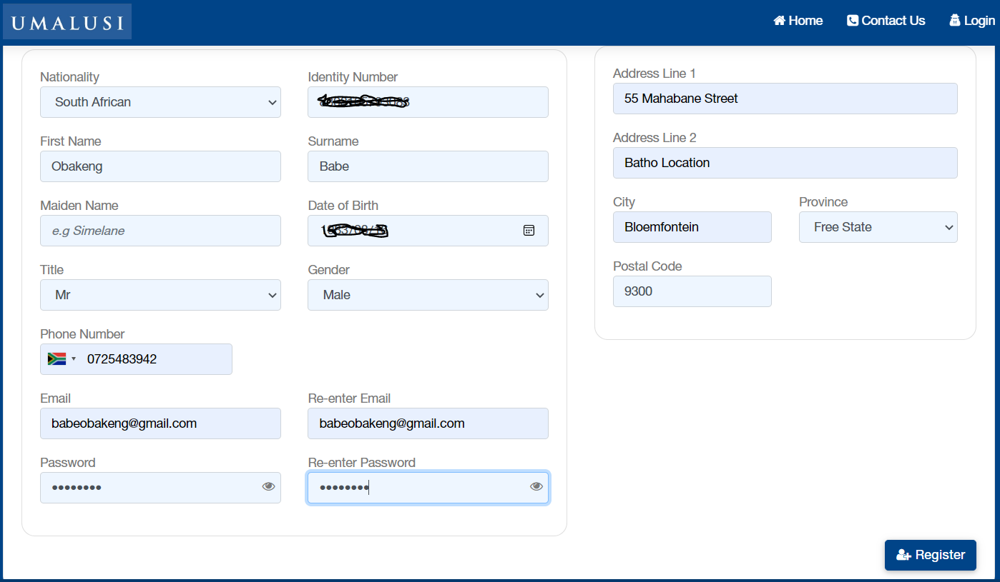 UMALUSI
Home Contact Us Login
Nationality Identity Number
South African
First Name Surname
Obakeng Babe
Maiden Name Date of Birth
e.g Simelane
Title Gender
Mr Male
Phone Number
0725483942
Email Re-enter Email
babeobakeng@gmail.com babeobakeng@gmail.com
Password Re-enter Password
•••••••• ••••••••
Address Line 1
55 Mahabane Street
Address Line 2
Batho Location
City Province
Bloemfontein Free State
Postal Code
9300
Register